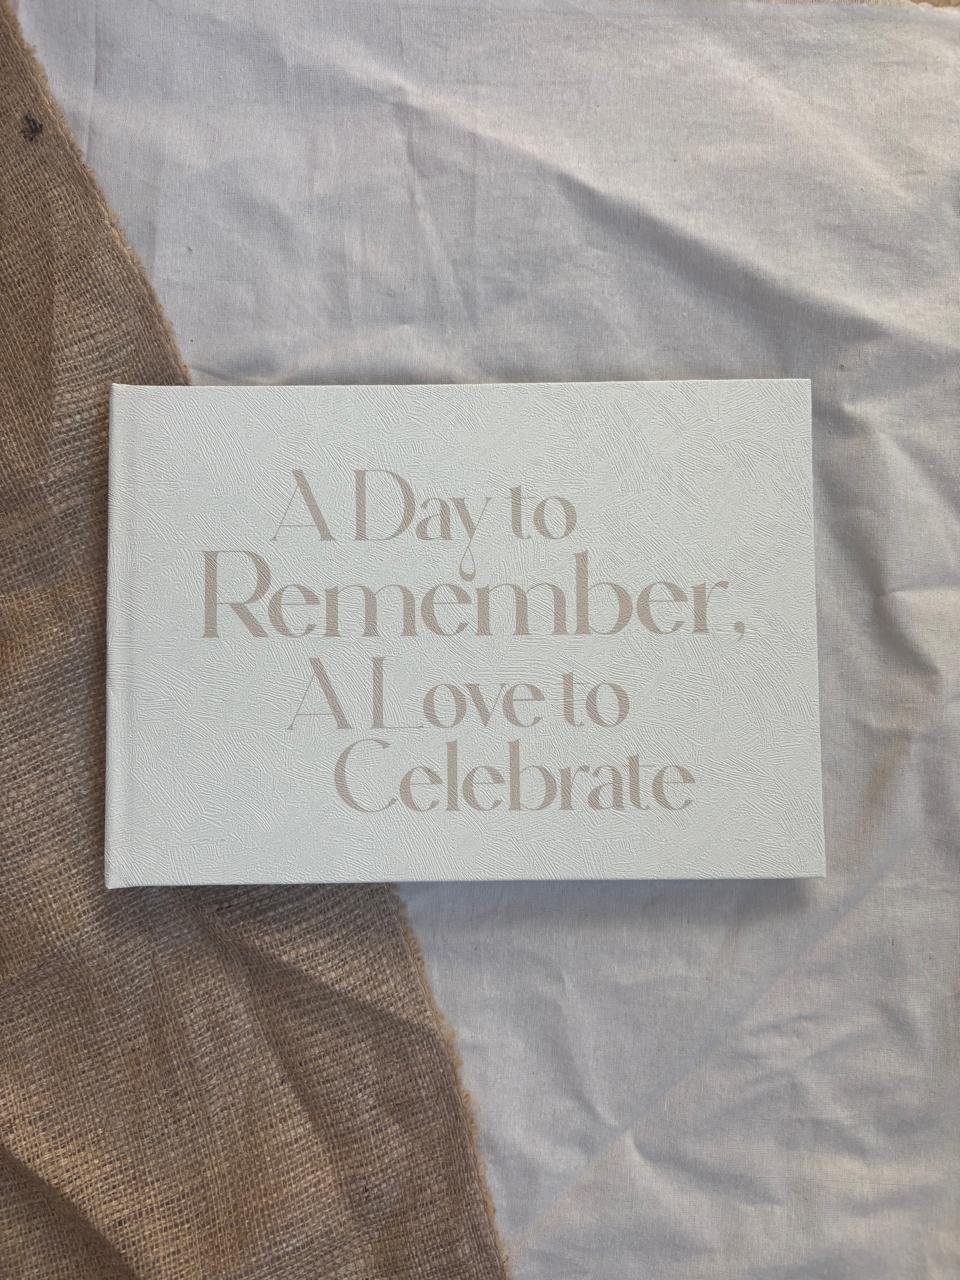 A Day to
Remember,
A Love to
Celebrate